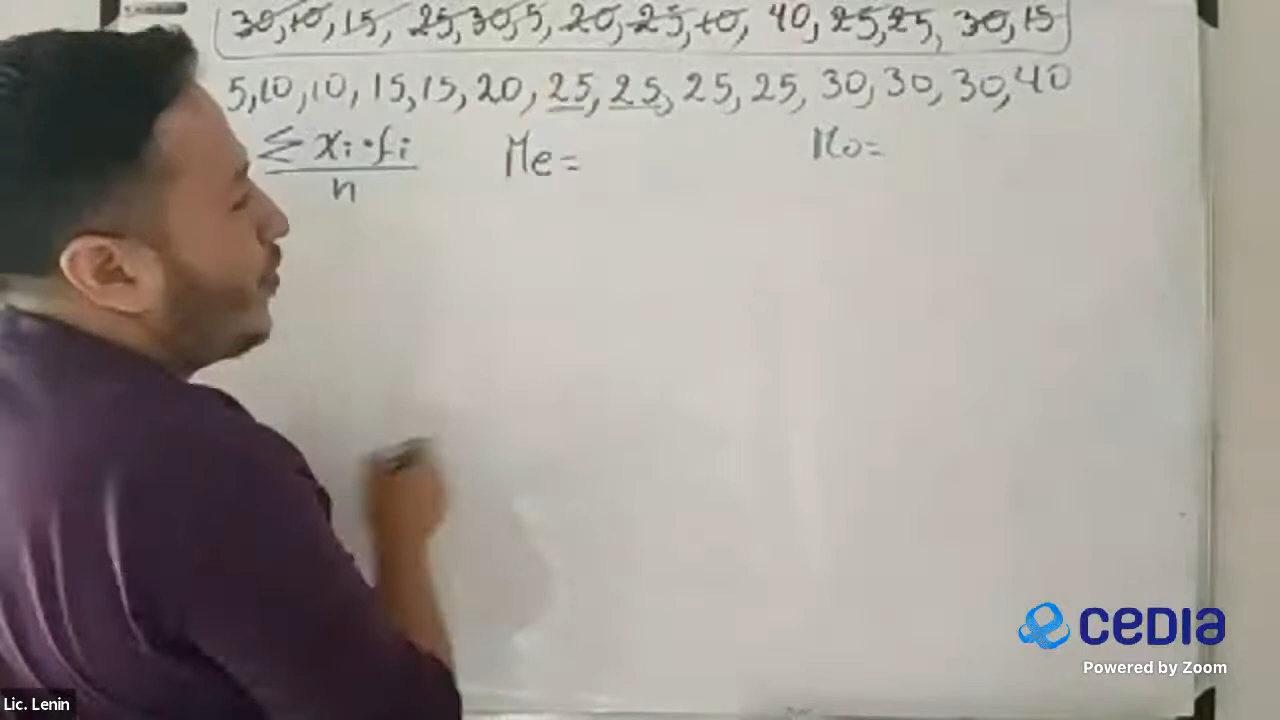 30, 10, 15, 25, 30, 5, 20, 25, 10, 40, 25, 25, 30, 15
5, 10, 10, 15, 15, 20, 25, 25, 25, 25, 30, 30, 30, 40
Σ Xi · fi / n
Me =
Mo =
CEDIA
Powered by Zoom
Lic. Lenin